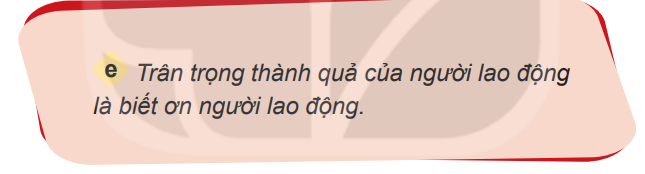 e Trân trọng thành quả của người lao động
là biết ơn người lao động.